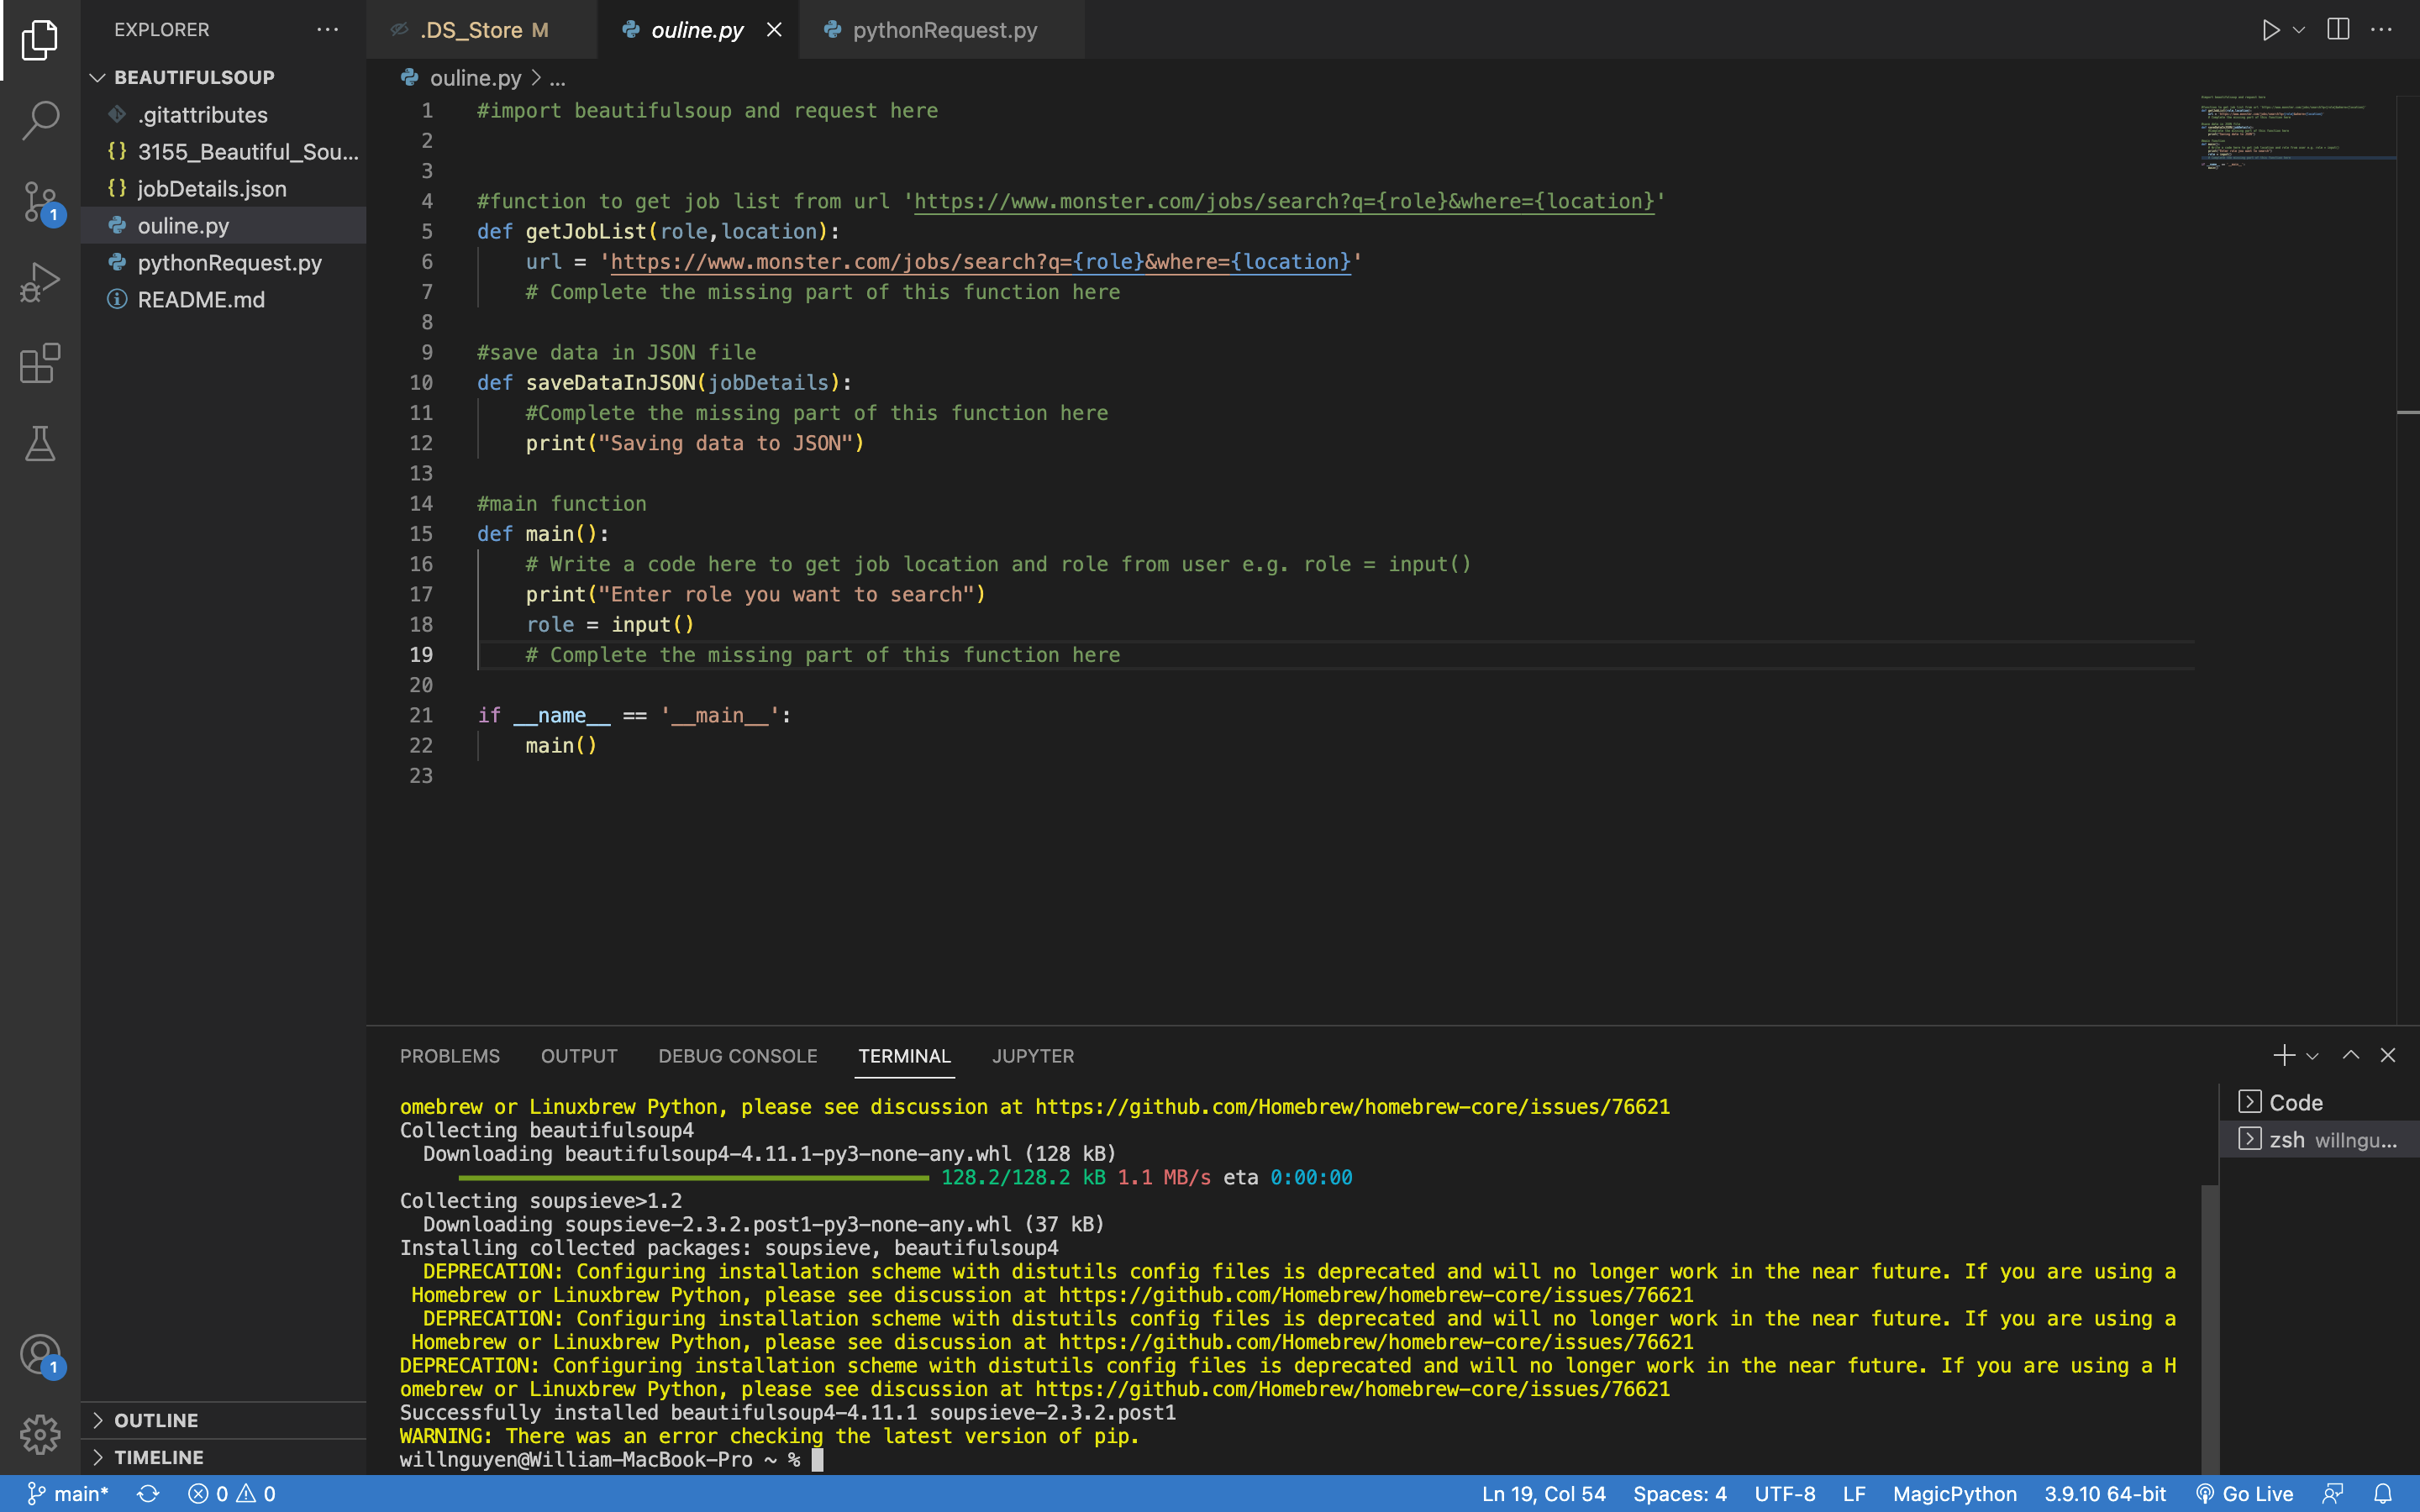 EXPLORER
BEAUTIFULSOUP
.gitattributes
3155_Beautiful_Sou...
jobDetails.json
ouline.py
pythonRequest.py
README.md
OUTLINE
TIMELINE
1
1
.DS_Store M
ouline.py
pythonRequest.py
ouline.py > ...
1 #import beautifulsoup and request here
2
3
4 #function to get job list from url 'https://www.monster.com/jobs/search?q={role}&where={location}'
5 def getJobList(role,location):
6 url = 'https://www.monster.com/jobs/search?q={role}&where={location}'
7 # Complete the missing part of this function here
8
9 #save data in JSON file
10 def saveDataInJSON(jobDetails):
11 #Complete the missing part of this function here
12 print("Saving data to JSON")
13
14 #main function
15 def main():
16 # Write a code here to get job location and role from user e.g. role = input()
17 print("Enter role you want to search")
18 role = input()
19 # Complete the missing part of this function here
20
21 if __name__ == '__main__':
22 main()
23
PROBLEMS OUTPUT DEBUG CONSOLE TERMINAL JUPYTER
omebrew or Linuxbrew Python, please see discussion at https://github.com/Homebrew/homebrew-core/issues/76621
Collecting beautifulsoup4
Downloading beautifulsoup4-4.11.1-py3-none-any.whl (128 kB)
128.2/128.2 kB 1.1 MB/s eta 0:00:00
Collecting soupsieve>1.2
Downloading soupsieve-2.3.2.post1-py3-none-any.whl (37 kB)
Installing collected packages: soupsieve, beautifulsoup4
DEPRECATION: Configuring installation scheme with distutils config files is deprecated and will no longer work in the near future. If you are using a
Homebrew or Linuxbrew Python, please see discussion at https://github.com/Homebrew/homebrew-core/issues/76621
DEPRECATION: Configuring installation scheme with distutils config files is deprecated and will no longer work in the near future. If you are using a
Homebrew or Linuxbrew Python, please see discussion at https://github.com/Homebrew/homebrew-core/issues/76621
DEPRECATION: Configuring installation scheme with distutils config files is deprecated and will no longer work in the near future. If you are using a H
omebrew or Linuxbrew Python, please see discussion at https://github.com/Homebrew/homebrew-core/issues/76621
Successfully installed beautifulsoup4-4.11.1 soupsieve-2.3.2.post1
WARNING: There was an error checking the latest version of pip.
willnguyen@William-MacBook-Pro ~ %
Code
zsh willngu...
main* 0 0
Ln 19, Col 54 Spaces: 4 UTF-8 LF MagicPython 3.9.10 64-bit Go Live